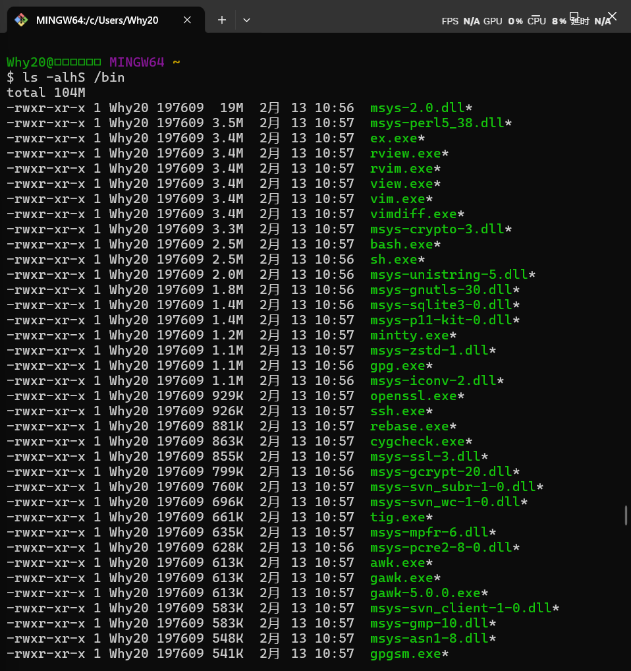 MINGW64:/c/Users/Why20
FPS N/A GPU 0% CPU 8% 延时 N/A
Why20@□□□□□□ MINGW64 ~
$ ls -alhS /bin
total 104M
-rwxr-xr-x 1 Why20 197609  19M  2月 13 10:56  msys-2.0.dll*
-rwxr-xr-x 1 Why20 197609 3.5M  2月 13 10:57  msys-perl5_38.dll*
-rwxr-xr-x 1 Why20 197609 3.4M  2月 13 10:57  ex.exe*
-rwxr-xr-x 1 Why20 197609 3.4M  2月 13 10:57  rview.exe*
-rwxr-xr-x 1 Why20 197609 3.4M  2月 13 10:57  rvim.exe*
-rwxr-xr-x 1 Why20 197609 3.4M  2月 13 10:57  view.exe*
-rwxr-xr-x 1 Why20 197609 3.4M  2月 13 10:57  vim.exe*
-rwxr-xr-x 1 Why20 197609 3.4M  2月 13 10:57  vimdiff.exe*
-rwxr-xr-x 1 Why20 197609 3.3M  2月 13 10:57  msys-crypto-3.dll*
-rwxr-xr-x 1 Why20 197609 2.5M  2月 13 10:57  bash.exe*
-rwxr-xr-x 1 Why20 197609 2.5M  2月 13 10:57  sh.exe*
-rwxr-xr-x 1 Why20 197609 2.0M  2月 13 10:56  msys-unistring-5.dll*
-rwxr-xr-x 1 Why20 197609 1.8M  2月 13 10:57  msys-gnutls-30.dll*
-rwxr-xr-x 1 Why20 197609 1.4M  2月 13 10:57  msys-sqlite3-0.dll*
-rwxr-xr-x 1 Why20 197609 1.4M  2月 13 10:57  msys-p11-kit-0.dll*
-rwxr-xr-x 1 Why20 197609 1.2M  2月 13 10:57  mintty.exe*
-rwxr-xr-x 1 Why20 197609 1.1M  2月 13 10:57  msys-zstd-1.dll*
-rwxr-xr-x 1 Why20 197609 1.1M  2月 13 10:57  gpg.exe*
-rwxr-xr-x 1 Why20 197609 1.1M  2月 13 10:56  msys-iconv-2.dll*
-rwxr-xr-x 1 Why20 197609 929K  2月 13 10:57  openssl.exe*
-rwxr-xr-x 1 Why20 197609 926K  2月 13 10:57  ssh.exe*
-rwxr-xr-x 1 Why20 197609 881K  2月 13 10:57  rebase.exe*
-rwxr-xr-x 1 Why20 197609 863K  2月 13 10:57  cygcheck.exe*
-rwxr-xr-x 1 Why20 197609 855K  2月 13 10:57  msys-ssl-3.dll*
-rwxr-xr-x 1 Why20 197609 799K  2月 13 10:56  msys-gcrypt-20.dll*
-rwxr-xr-x 1 Why20 197609 760K  2月 13 10:57  msys-svn_subr-1-0.dll*
-rwxr-xr-x 1 Why20 197609 696K  2月 13 10:57  msys-svn_wc-1-0.dll*
-rwxr-xr-x 1 Why20 197609 661K  2月 13 10:57  tig.exe*
-rwxr-xr-x 1 Why20 197609 635K  2月 13 10:57  msys-mpfr-6.dll*
-rwxr-xr-x 1 Why20 197609 628K  2月 13 10:56  msys-pcre2-8-0.dll*
-rwxr-xr-x 1 Why20 197609 613K  2月 13 10:57  awk.exe*
-rwxr-xr-x 1 Why20 197609 613K  2月 13 10:57  gawk.exe*
-rwxr-xr-x 1 Why20 197609 613K  2月 13 10:57  gawk-5.0.0.exe*
-rwxr-xr-x 1 Why20 197609 583K  2月 13 10:57  msys-svn_client-1-0.dll*
-rwxr-xr-x 1 Why20 197609 583K  2月 13 10:57  msys-gmp-10.dll*
-rwxr-xr-x 1 Why20 197609 548K  2月 13 10:57  msys-asn1-8.dll*
-rwxr-xr-x 1 Why20 197609 541K  2月 13 10:57  gpgsm.exe*